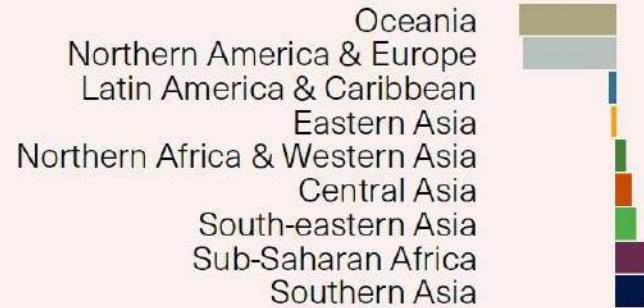 Oceania
Northern America & Europe
Latin America & Caribbean
Eastern Asia
Northern Africa & Western Asia
Central Asia
South-eastern Asia
Sub-Saharan Africa
Southern Asia